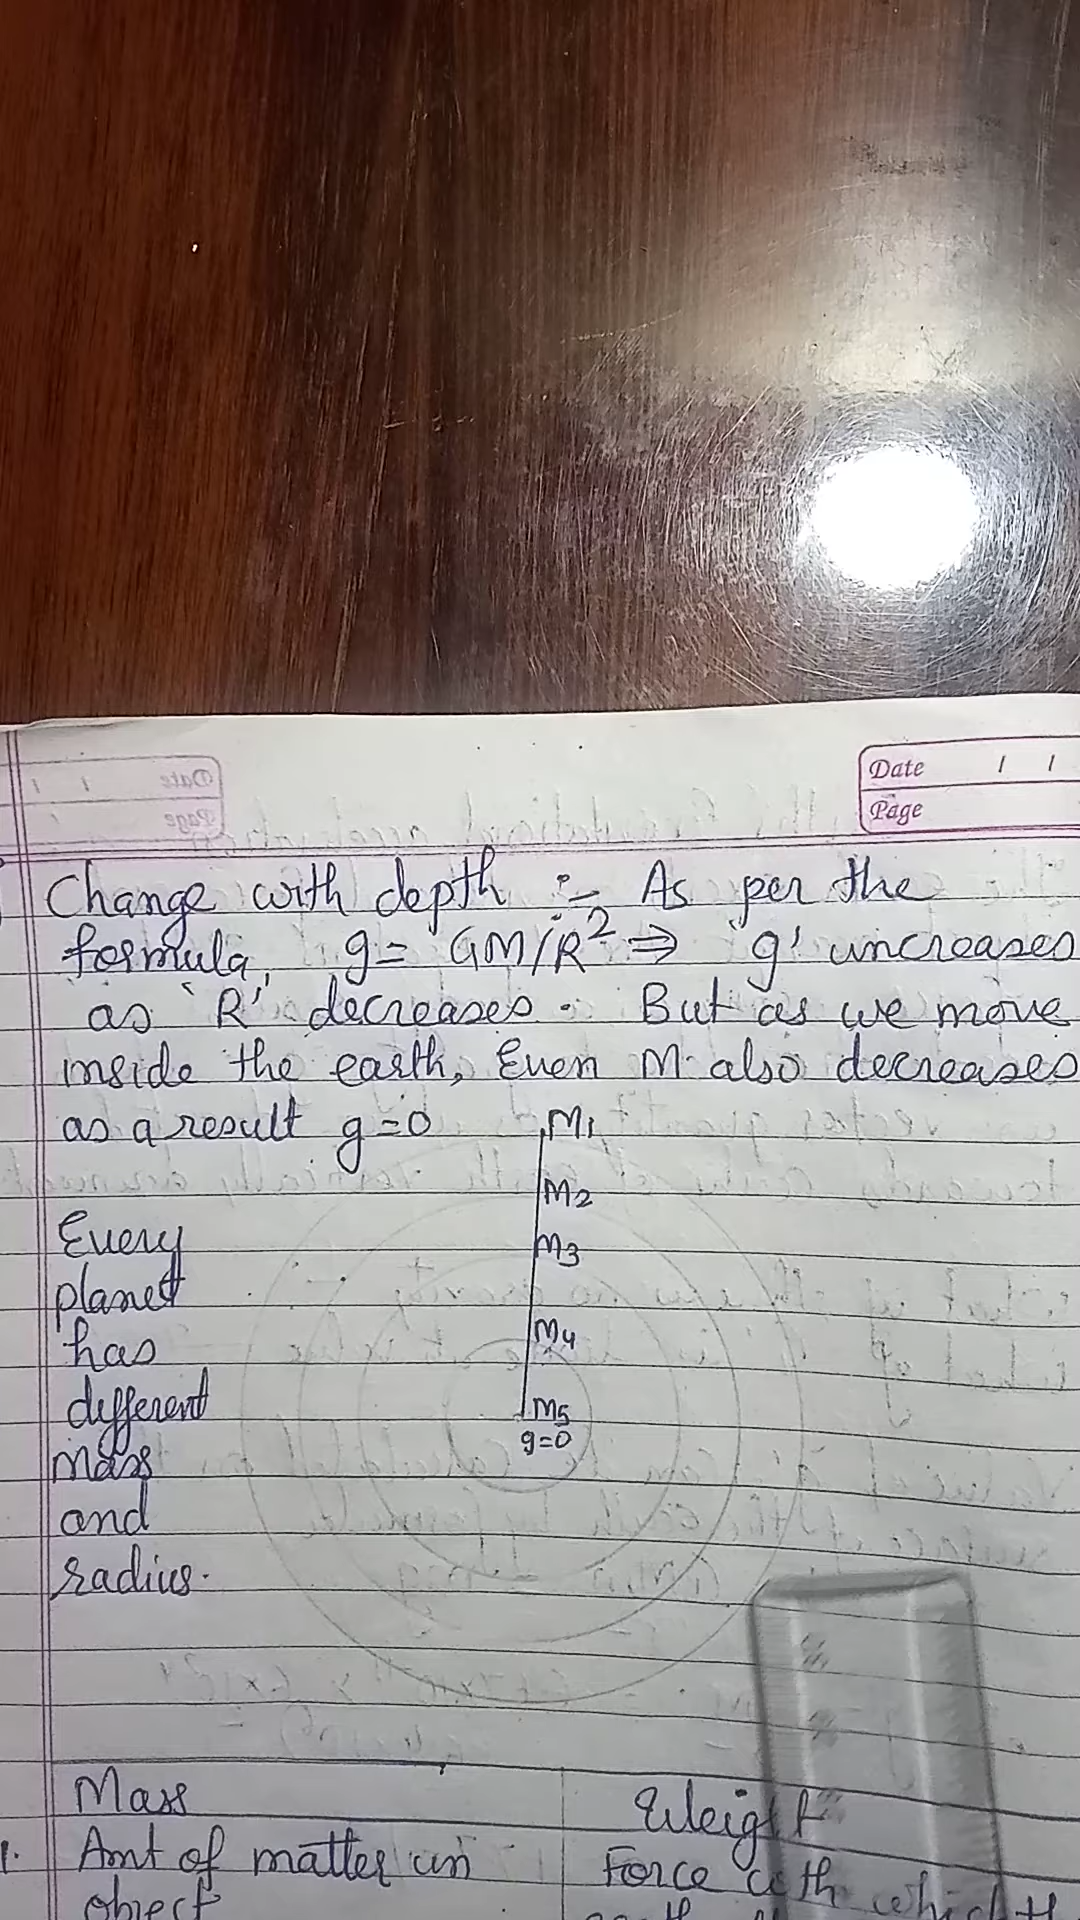 Date / /
Page
Change with depth :- As per the
formula, g= GM/R² ⇒ 'g' increases
as 'R' decreases. But as we move
inside the earth, Even M also decreases
as a result g=0
M1
M2
M3
M4
M5
g=0
Every
planet
has
different
mass
and
radius.
Mass
Weight
1. Amt of matter in
object
Force with which